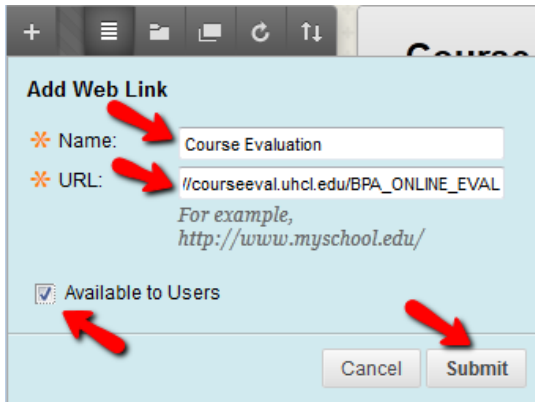 Course
Add Web Link
* Name: Course Evaluation
* URL: //courseeval.uhcl.edu/BPA_ONLINE_EVAL
For example,
http://www.myschool.edu/
Available to Users
Cancel Submit